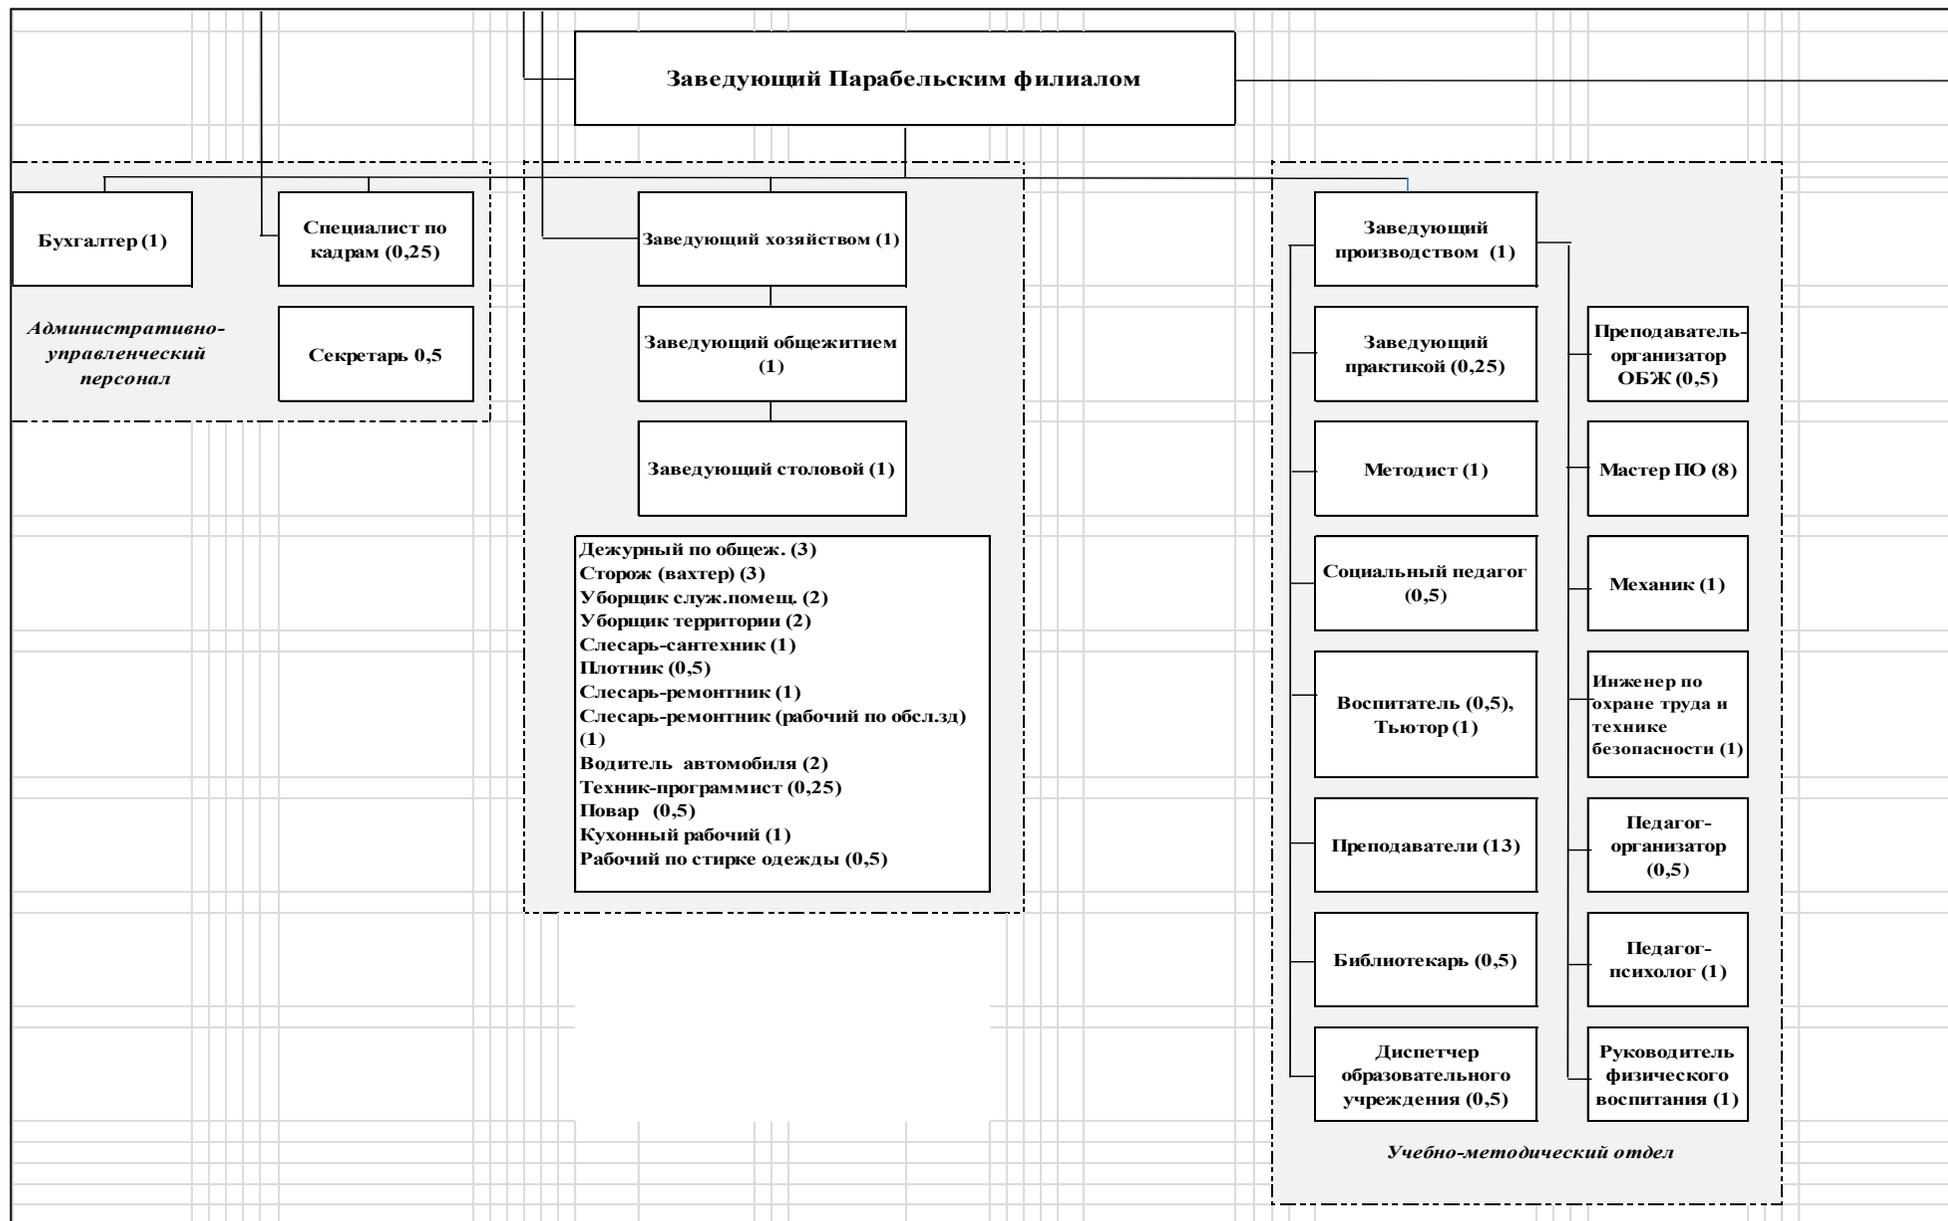 Заведующий Парабельским филиалом
Бухгалтер (1)
Специалист по
кадрам (0,25)
Административно-
управленческий
персонал
Секретарь 0,5
Заведующий хозяйством (1)
Заведующий общежитием
(1)
Заведующий столовой (1)
Дежурный по общеж. (3)
Сторож (вахтер) (3)
Уборщик служ.помещ. (2)
Уборщик территории (2)
Слесарь-сантехник (1)
Плотник (0,5)
Слесарь-ремонтник (1)
Слесарь-ремонтник (рабочий по обсл.зд)
(1)
Водитель автомобиля (2)
Техник-программист (0,25)
Повар (0,5)
Кухонный рабочий (1)
Рабочий по стирке одежды (0,5)
Заведующий
производством (1)
Заведующий
практикой (0,25)
Методист (1)
Социальный педагог
(0,5)
Воспитатель (0,5),
Тьютор (1)
Преподаватели (13)
Библиотекарь (0,5)
Диспетчер
образовательного
учреждения (0,5)
Преподаватель-
организатор
ОБЖ (0,5)
Мастер ПО (8)
Механик (1)
Инженер по
охране труда и
технике
безопасности (1)
Педагог-
организатор
(0,5)
Педагог-
психолог (1)
Руководитель
физического
воспитания (1)
Учебно-методический отдел